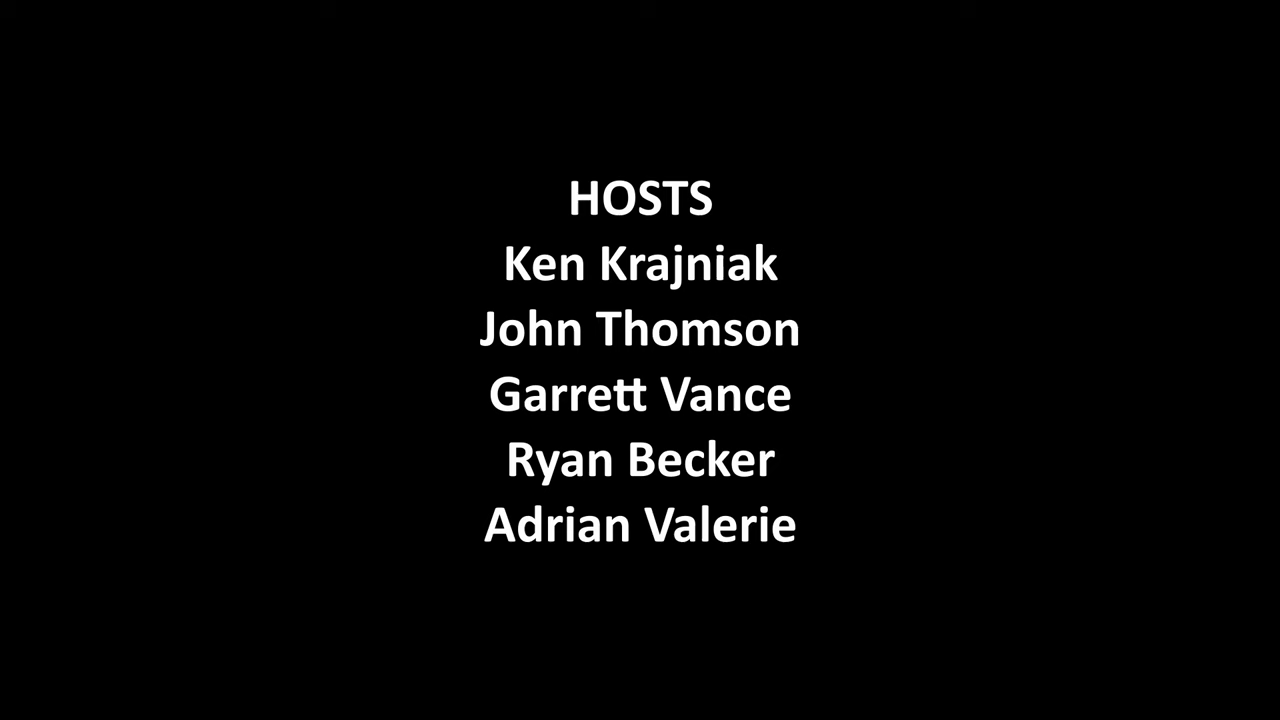 HOSTS
Ken Krajniak
John Thomson
Garrett Vance
Ryan Becker
Adrian Valerie